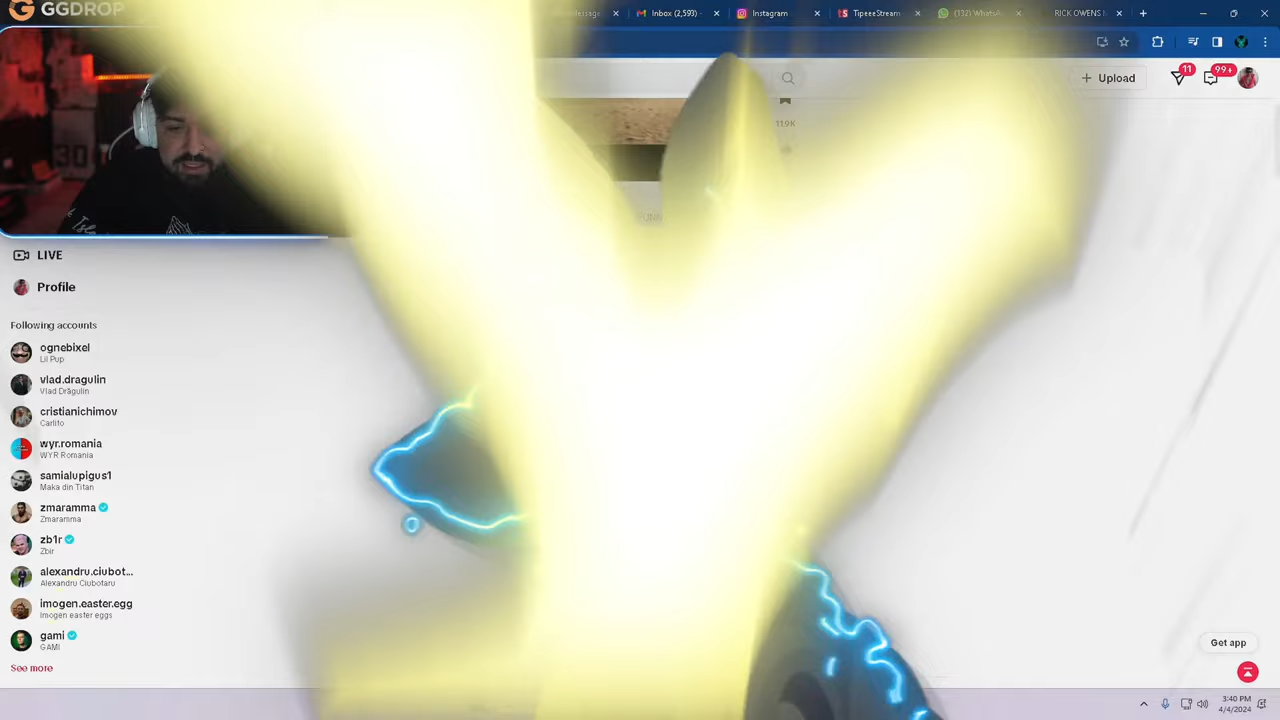 GGDROP
Inbox (2,593)
Instagram
TipeeeStream
(132) WhatsA
RICK OWENS
Upload
11
99+
11.9K
30
LIVE
Profile
Following accounts
ognebixel
Lil Pup
vlad.dragulin
Vlad Drăgulin
cristianichimov
Carlito
wyr.romania
WYR Romania
samialupigus1
Maka din Titan
zmaramma
Zmaramma
zb1r
Zbir
alexandru.ciubot...
Alexandru Ciubotaru
imogen.easter.egg
Imogen easter eggs
gami
GAMI
See more
Get app
3:40 PM
4/4/2024